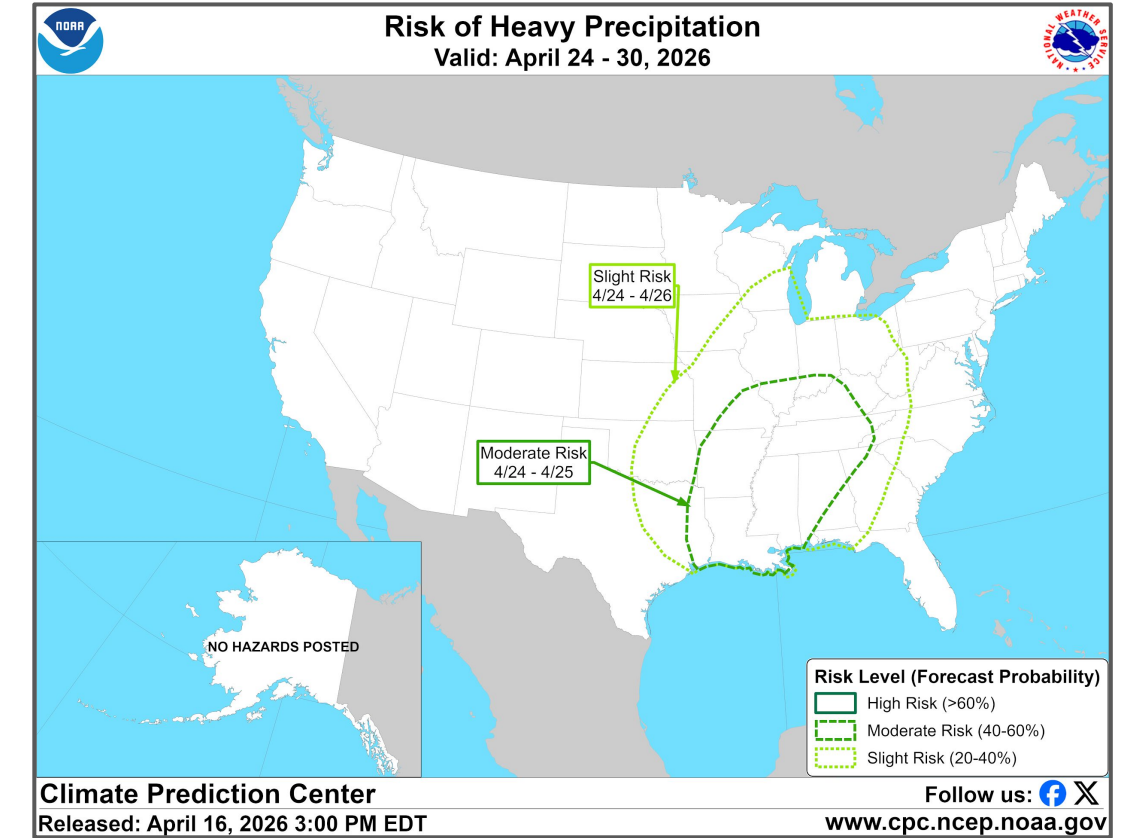 NOAA
Risk of Heavy Precipitation
Valid: April 24 - 30, 2026
NATIONAL WEATHER SERVICE
Slight Risk
4/24 - 4/26
Moderate Risk
4/24 - 4/25
NO HAZARDS POSTED
Risk Level (Forecast Probability)
High Risk (>60%)
Moderate Risk (40-60%)
Slight Risk (20-40%)
Climate Prediction Center
Follow us:
Released: April 16, 2026 3:00 PM EDT
www.cpc.ncep.noaa.gov